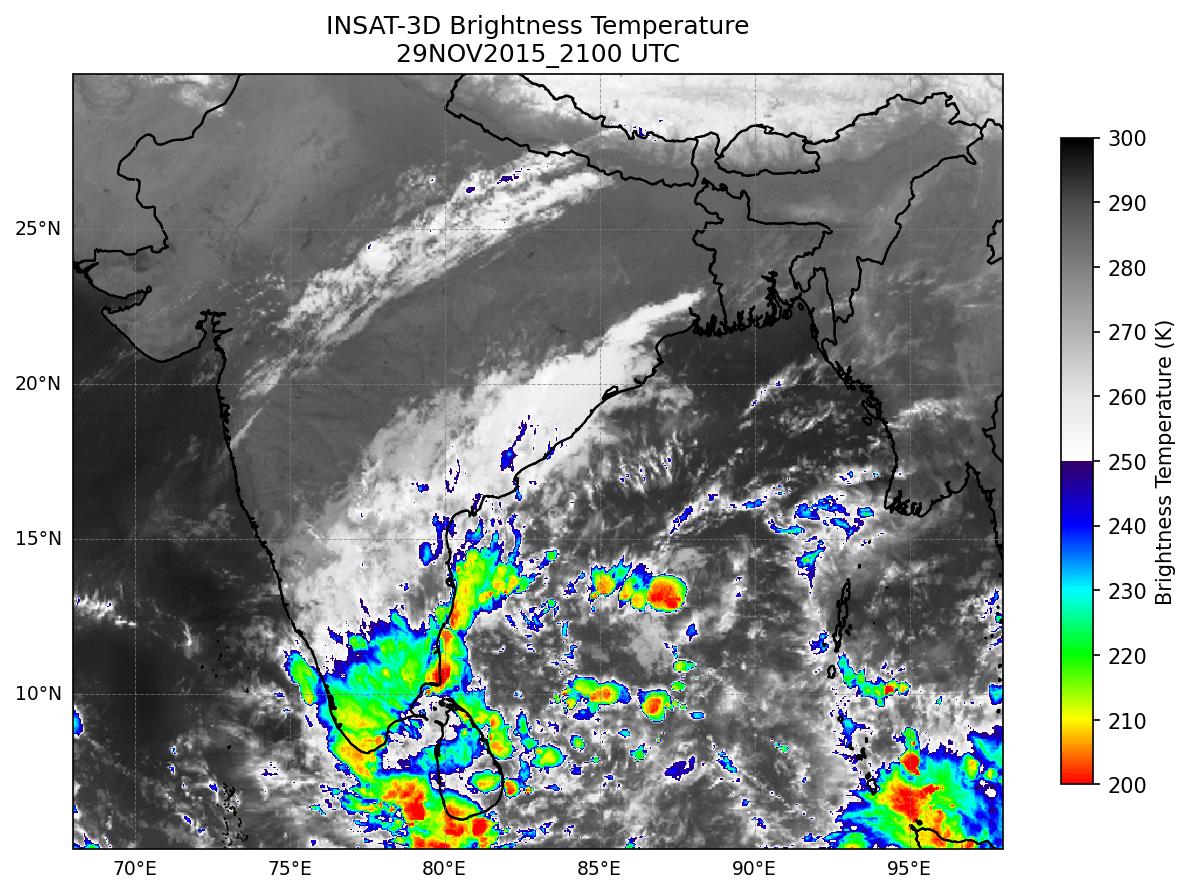 INSAT-3D Brightness Temperature
29NOV2015_2100 UTC
25°N
20°N
15°N
10°N
70°E
75°E
80°E
85°E
90°E
95°E
300
290
280
270
260
250
240
230
220
210
200
Brightness Temperature (K)